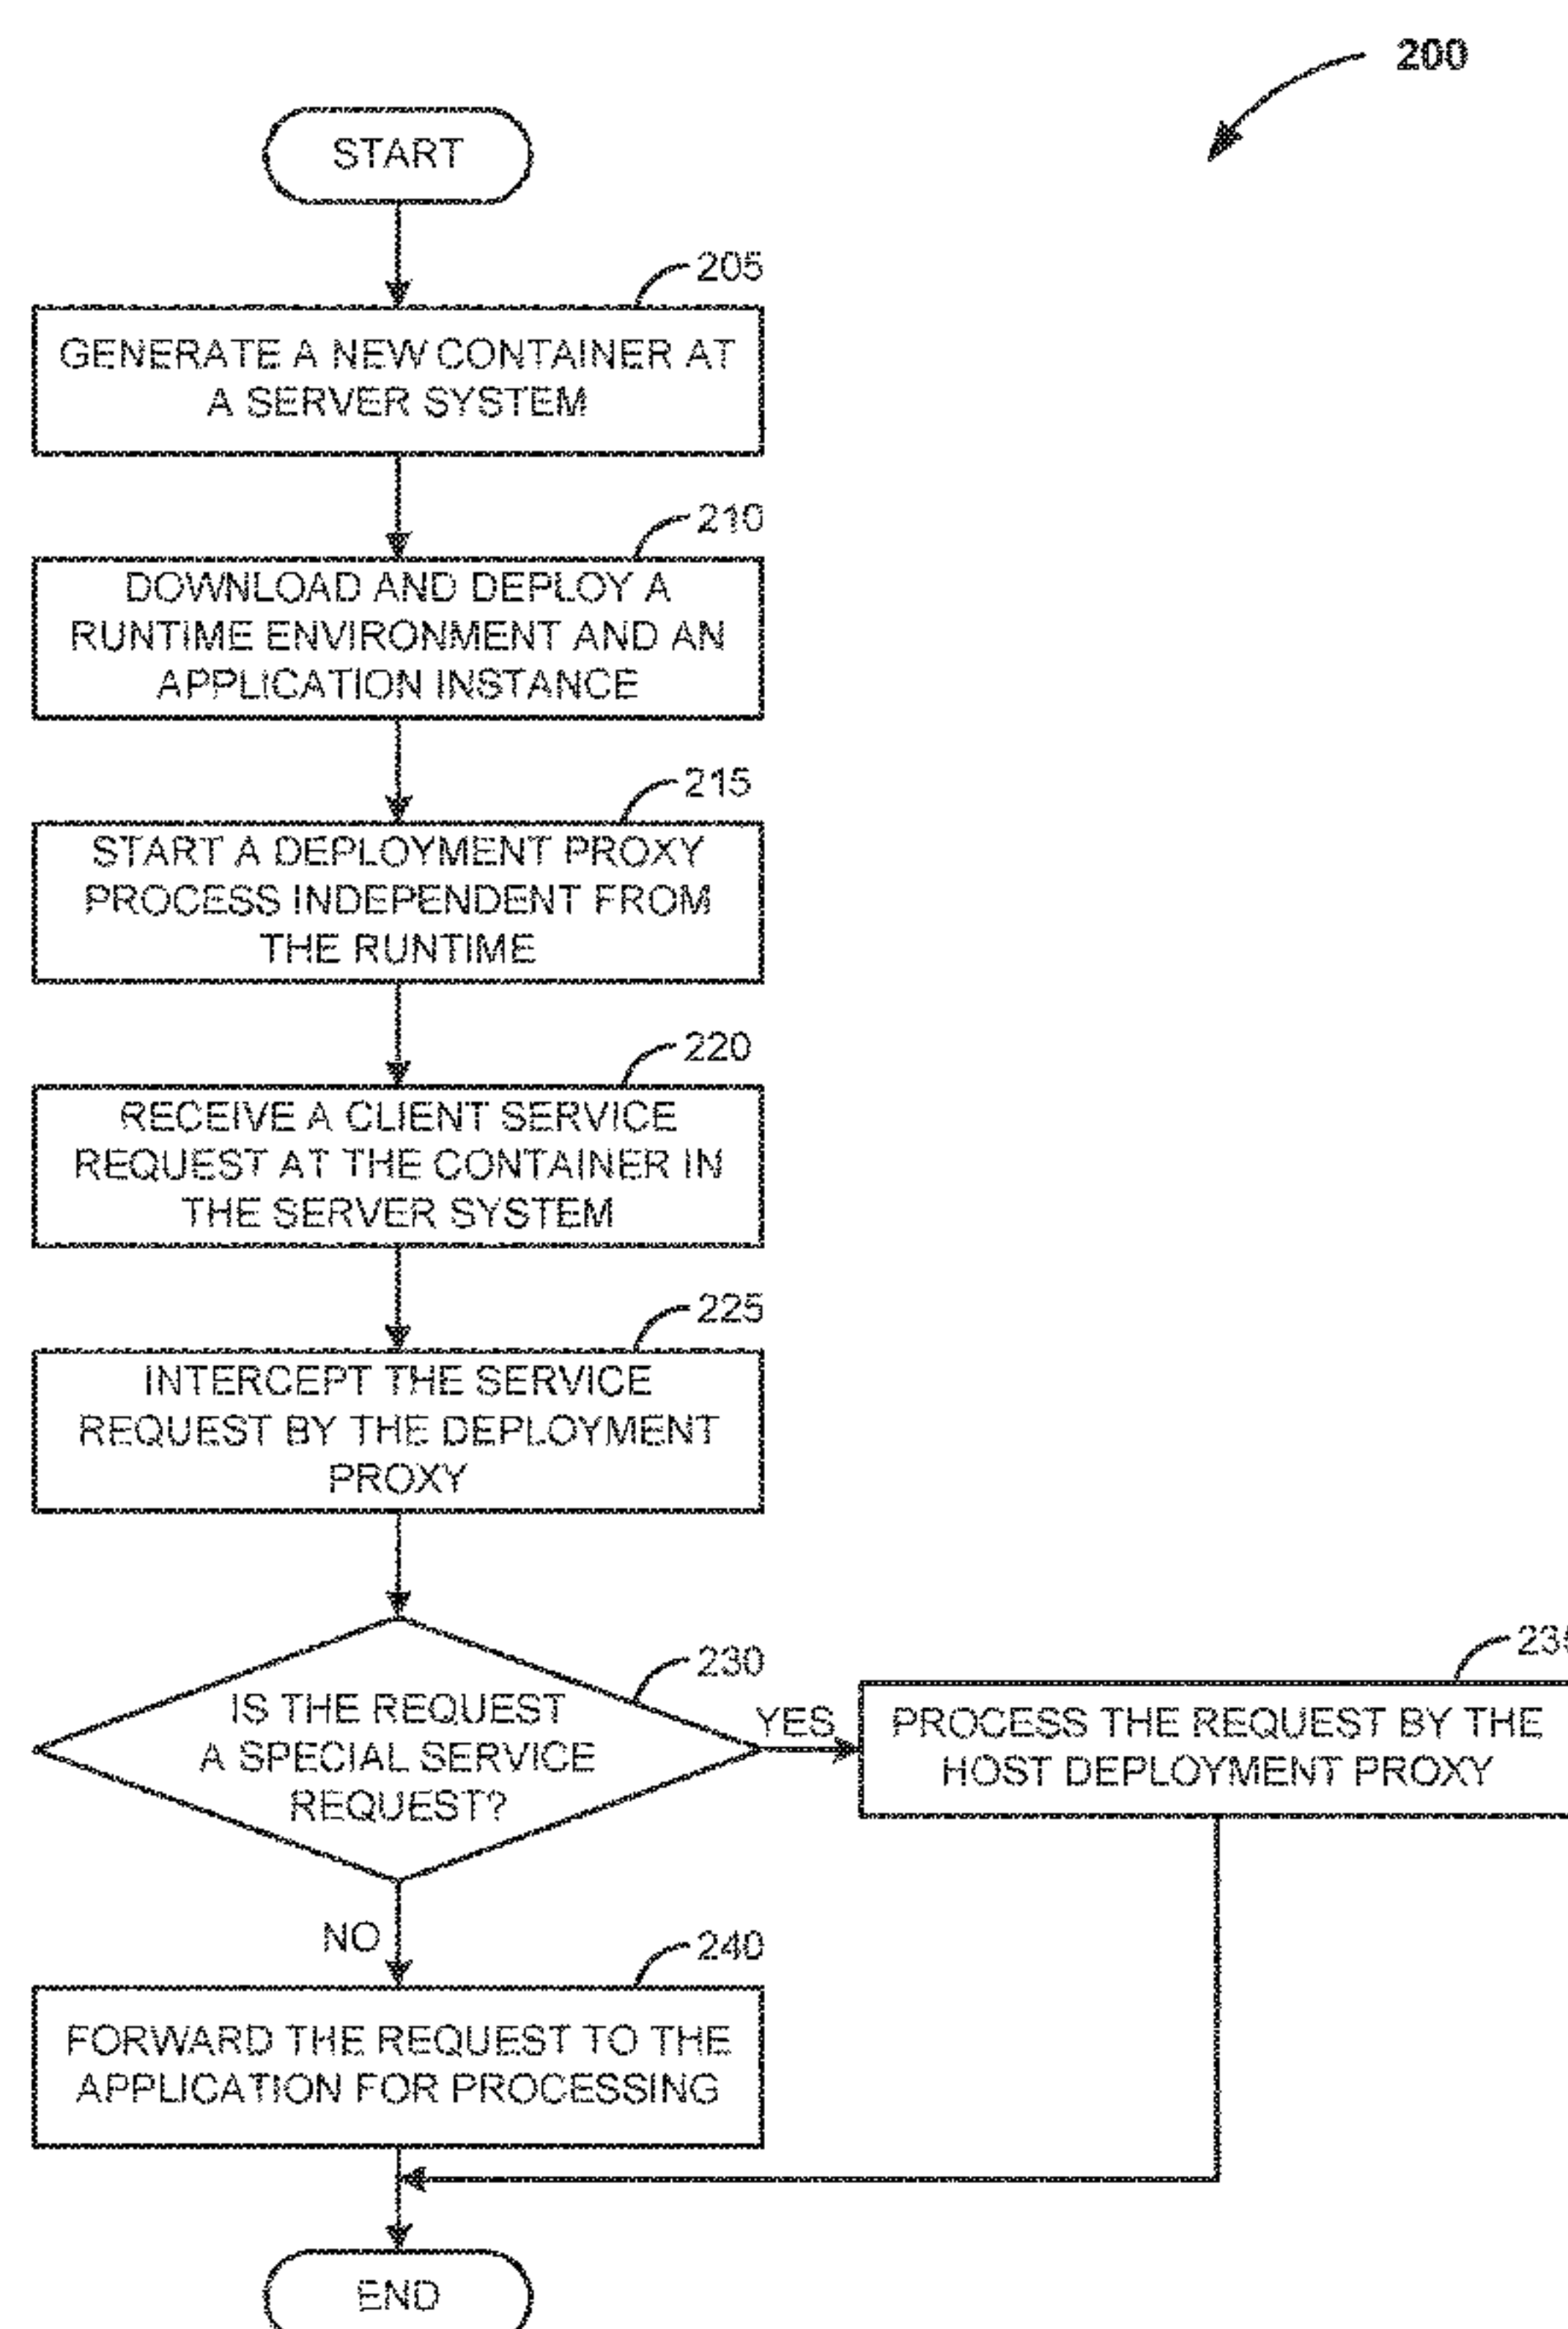 200
START
205
GENERATE A NEW CONTAINER AT
A SERVER SYSTEM
210
DOWNLOAD AND DEPLOY A
RUNTIME ENVIRONMENT AND AN
APPLICATION INSTANCE
215
START A DEPLOYMENT PROXY
PROCESS INDEPENDENT FROM
THE RUNTIME
220
RECEIVE A CLIENT SERVICE
REQUEST AT THE CONTAINER IN
THE SERVER SYSTEM
225
INTERCEPT THE SERVICE
REQUEST BY THE DEPLOYMENT
PROXY
230
IS THE REQUEST
A SPECIAL SERVICE
REQUEST?
YES
235
PROCESS THE REQUEST BY THE
HOST DEPLOYMENT PROXY
NO
240
FORWARD THE REQUEST TO THE
APPLICATION FOR PROCESSING
END